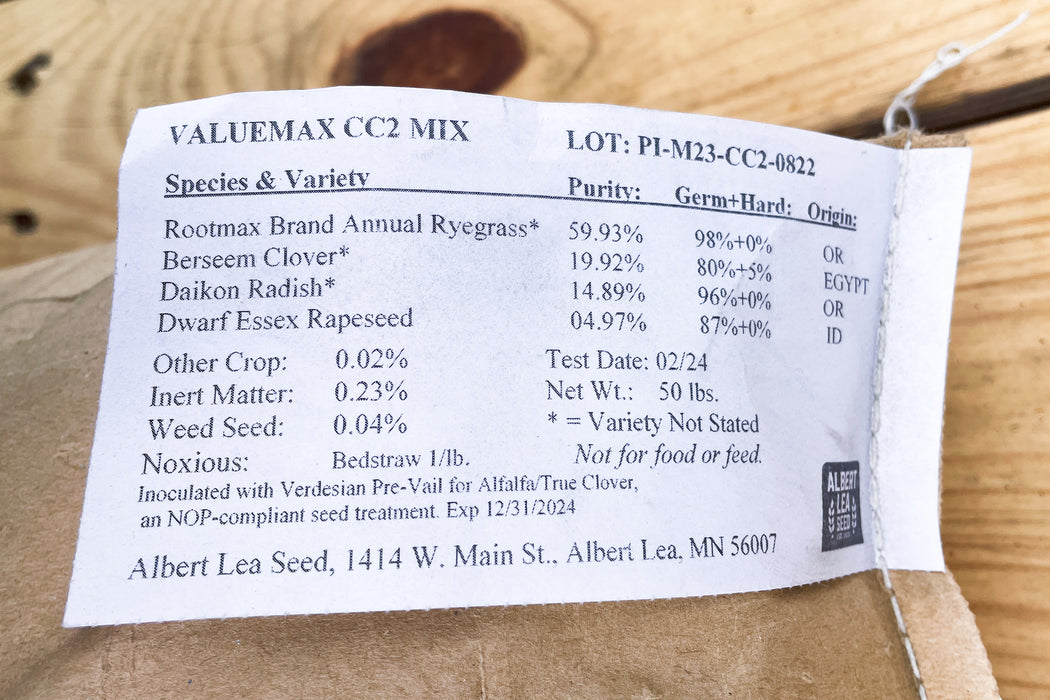 VALUEMAX CC2 MIX LOT: PI-M23-CC2-0822
Species & Variety Purity: Germ+Hard: Origin:
Rootmax Brand Annual Ryegrass* 59.93% 98%+0% OR
Berseem Clover* 19.92% 80%+5% EGYPT
Daikon Radish* 14.89% 96%+0% OR
Dwarf Essex Rapeseed 04.97% 87%+0% ID
Other Crop: 0.02% Test Date: 02/24
Inert Matter: 0.23% Net Wt.: 50 lbs.
Weed Seed: 0.04% * = Variety Not Stated
Noxious: Bedstraw 1/lb. Not for food or feed.
Inoculated with Verdesian Pre-Vail for Alfalfa/True Clover,
an NOP-compliant seed treatment. Exp 12/31/2024
Albert Lea Seed, 1414 W. Main St., Albert Lea, MN 56007
ALBERT
LEA
SEED